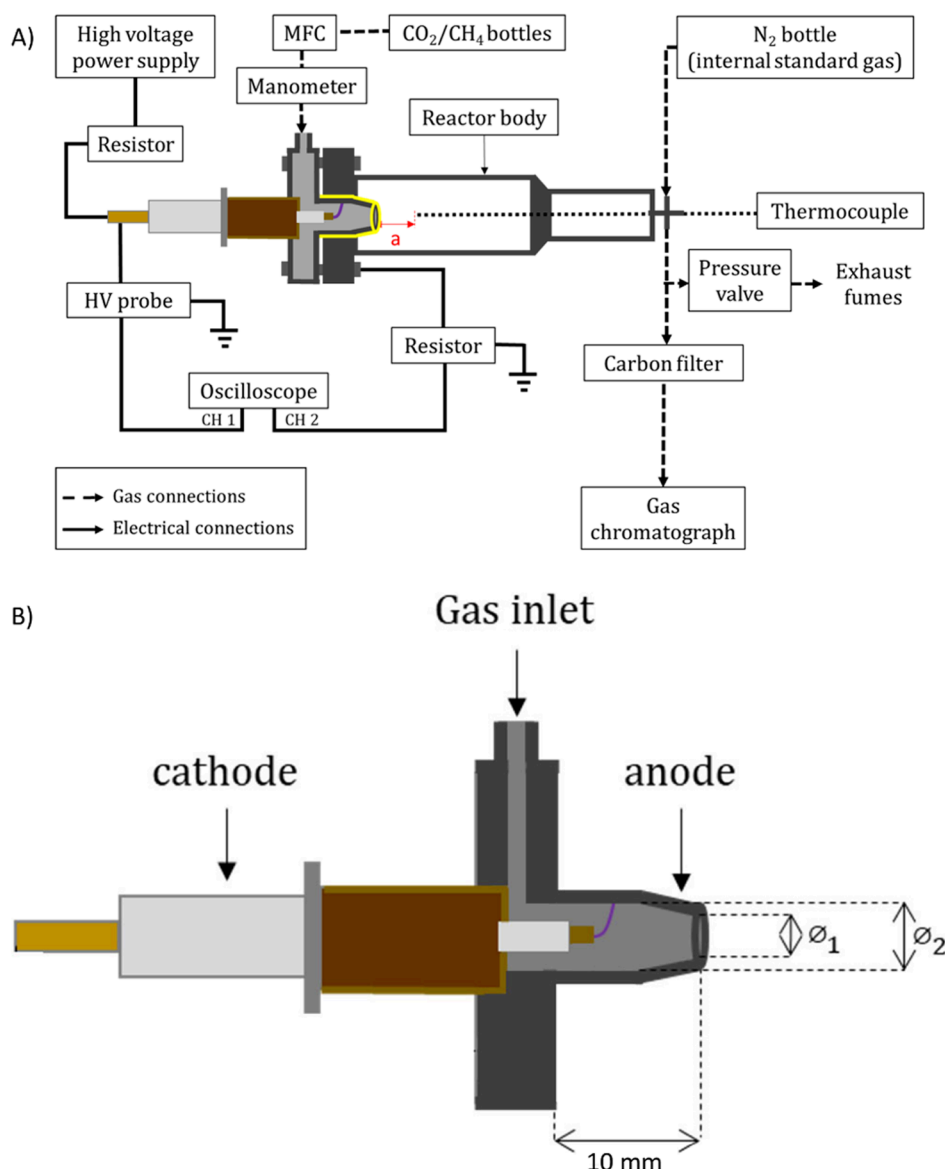 A)
High voltage
power supply
MFC
CO₂/CH₄ bottles
N₂ bottle
(internal standard gas)
Manometer
Resistor
Reactor body
a
Thermocouple
HV probe
Pressure
valve
Exhaust
fumes
Resistor
Carbon filter
Oscilloscope
CH 1
CH 2
Gas connections
Electrical connections
Gas
chromatograph
B)
Gas inlet
cathode
anode
⌀₁
⌀₂
10 mm